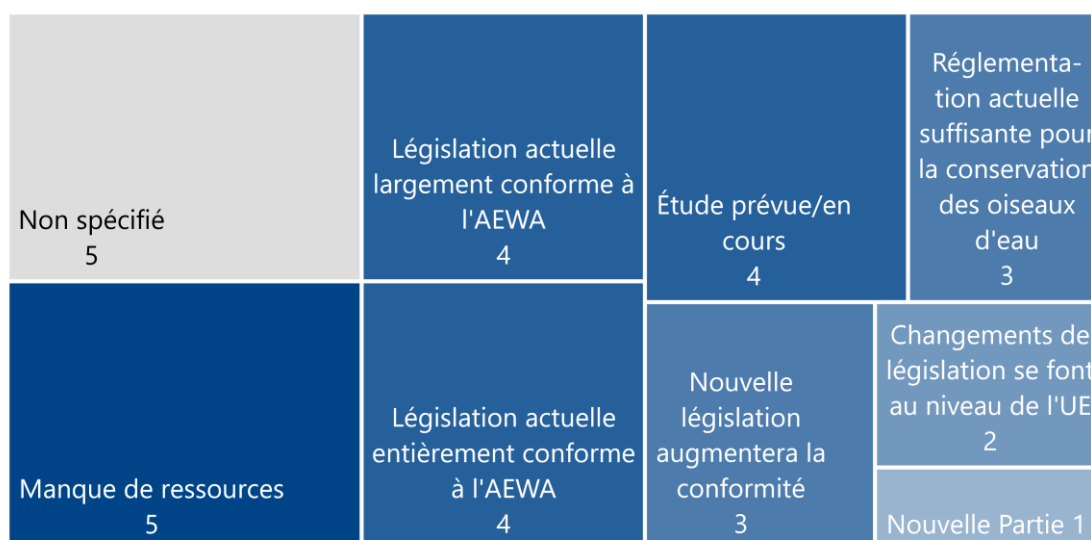 Non spécifié
5
Manque de ressources
5
Législation actuelle
largement conforme à
l'AEWA
4
Législation actuelle
entièrement conforme
à l'AEWA
4
Étude prévue/en
cours
4
Réglementa-
tion actuelle
suffisante pour
la conservation
des oiseaux
d'eau
3
Nouvelle
législation
augmentera la
conformité
3
Changements de
législation se font
au niveau de l'UE
2
Nouvelle Partie 1